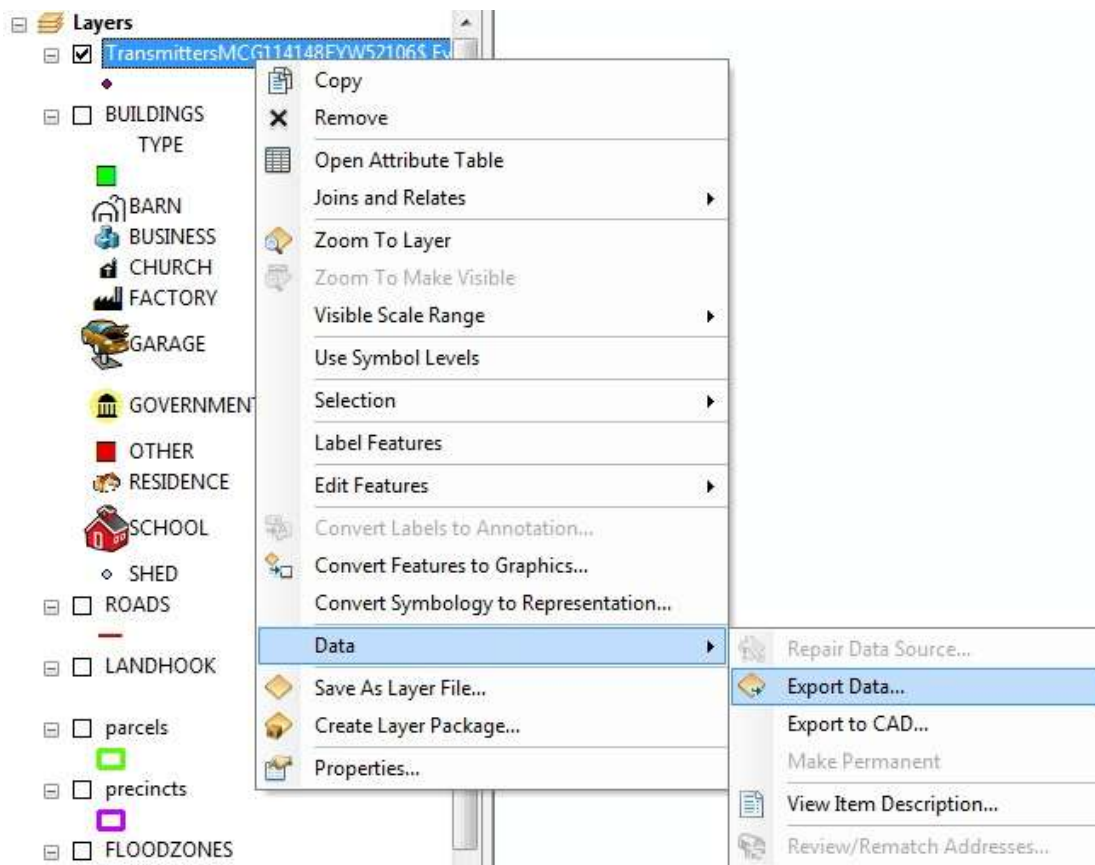 Layers
TransmittersMCG114148EYW52106$ Ev
BUILDINGS
TYPE
BARN
BUSINESS
CHURCH
FACTORY
GARAGE
GOVERNMENT
OTHER
RESIDENCE
SCHOOL
SHED
ROADS
LANDHOOK
parcels
precincts
FLOODZONES
Copy
Remove
Open Attribute Table
Joins and Relates
Zoom To Layer
Zoom To Make Visible
Visible Scale Range
Use Symbol Levels
Selection
Label Features
Edit Features
Convert Labels to Annotation...
Convert Features to Graphics...
Convert Symbology to Representation...
Data
Save As Layer File...
Create Layer Package...
Properties...
Repair Data Source...
Export Data...
Export to CAD...
Make Permanent
View Item Description...
Review/Rematch Addresses...